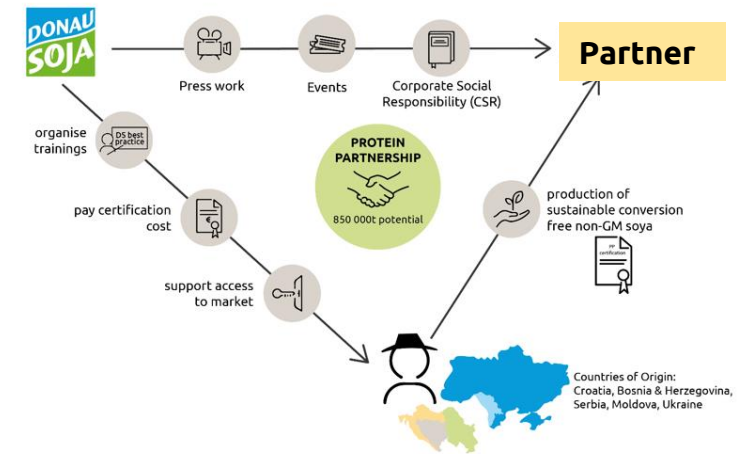 DONAU
SOJA
Partner
Press work
Events
Corporate Social
Responsibility (CSR)
organise
trainings
DS best
practice
PROTEIN
PARTNERSHIP
850 000t potential
pay certification
cost
production of
sustainable conversion
free non-GM soya
PP
certification
support access
to market
Countries of Origin:
Croatia, Bosnia & Herzegovina,
Serbia, Moldova, Ukraine